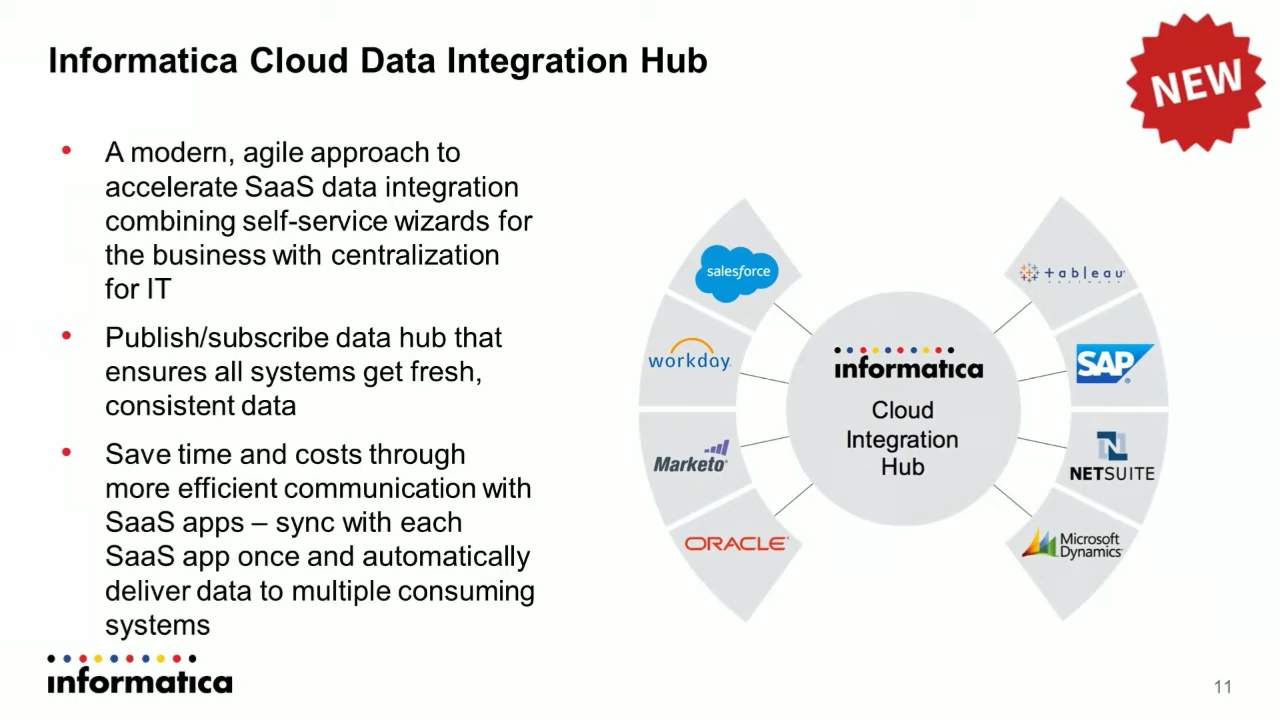 Informatica Cloud Data Integration Hub
NEW
• A modern, agile approach to
accelerate SaaS data integration
combining self-service wizards for
the business with centralization
for IT
• Publish/subscribe data hub that
ensures all systems get fresh,
consistent data
• Save time and costs through
more efficient communication with
SaaS apps – sync with each
SaaS app once and automatically
deliver data to multiple consuming
systems
salesforce
workday
Marketo
ORACLE
informatica
Cloud
Integration
Hub
+ableau
SOFTWARE
SAP
NETSUITE
Microsoft
Dynamics
informatica
11